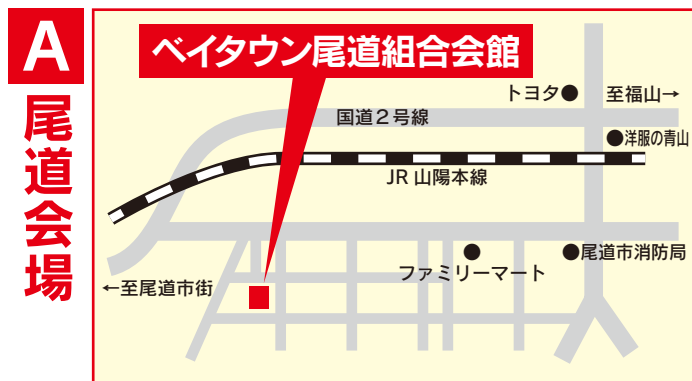 A
尾道会場
ベイタウン尾道組合会館
トヨタ●
至福山→
国道2号線
●洋服の青山
JR山陽本線
●尾道市消防局
ファミリーマート
←至尾道市街